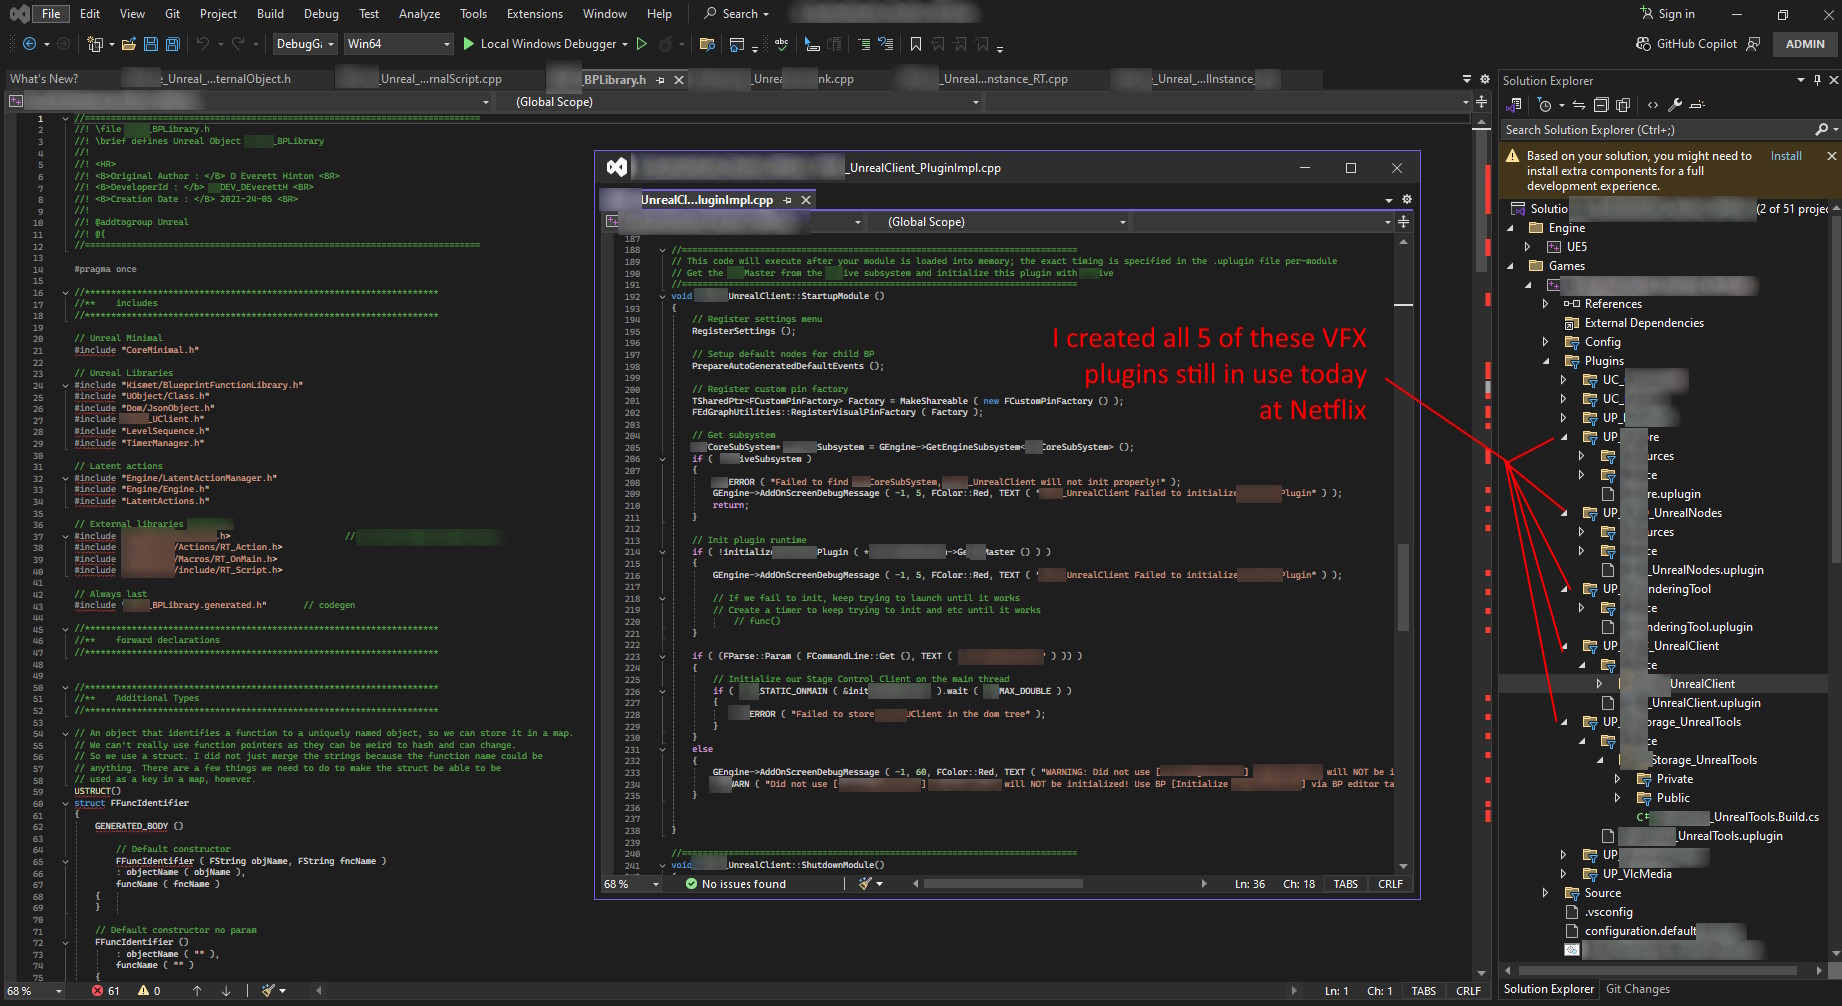 File Edit View Git Project Build Debug Test Analyze Tools Extensions Window Help Search Sign in
DebugG Win64 Local Windows Debugger GitHub Copilot ADMIN
What's New? e_Unreal_...ternalObject.h _Unreal_...rnalScript.cpp _BPLibrary.h _Unrea nk.cpp _Unreal...nstance_RT.cpp _Unreal_...lInstance_
(Global Scope)
1 //==============================================================================
2 //! \file _BPLibrary.h
3 //! \brief defines Unreal Object _BPLibrary
4 //!
5 //! <HR>
6 //! <B>Original Author : </B> D Everett Hinton <BR>
7 //! <B>DeveloperId : </b> DEV_DEverettH <BR>
8 //! <B>Creation Date : </B> 2021-24-05 <BR>
9 //!
10 //! @addtogroup Unreal
11 //! @{
12 //==============================================================================
13
14 #pragma once
15
16 //**********************************************************************
17 //** includes
18 //**********************************************************************
19
20 // Unreal Minimal
21 #include "CoreMinimal.h"
22
23 // Unreal Libraries
24 #include "Kismet/BlueprintFunctionLibrary.h"
25 #include "UObject/Class.h"
26 #include "Dom/JsonObject.h"
27 #include _UClient.h"
28 #include "LevelSequence.h"
29 #include "TimerManager.h"
30
31 // Latent actions
32 #include "Engine/LatentActionManager.h"
33 #include "Engine/Engine.h"
34 #include "LatentActions.h"
35
36 // External libraries
37 #include .h> //
38 #include /Actions/RT_Action.h>
39 #include /Macros/RT_OnMain.h>
40 #include /include/RT_Script.h>
41
42 // Always last
43 #include _BPLibrary.generated.h" // codegen
44
45 //**********************************************************************
46 //** forward declarations
47 //**********************************************************************
48
49
50 //**********************************************************************
51 //** Additional Types
52 //**********************************************************************
53
54 // An object that identifies a function to a uniquely named object, so we can store it in a map.
55 // We can't really use function pointers as they can be weird to hash and can change.
56 // So we use a struct. I did not just merge the strings because the function name could be
57 // anything. There are a few things we need to do to make the struct be able to be
58 // used as a key in a map, however.
59 USTRUCT()
60 struct FFuncIdentifier
61 {
62 GENERATED_BODY ()
63
64 // Default constructor
65 FFuncIdentifier ( FString objName, FString fncName )
66 : objectName ( objName ),
67 funcName ( fncName )
68 {
69 }
70
71 // Default constructor no param
72 FFuncIdentifier ()
73 : objectName ( "" ),
74 funcName ( "" )
75 {
68 % 61 0 Ln: 1 Ch: 1 TABS CRLF
_UnrealClient_PluginImpl.cpp
UnrealCl...luginImpl.cpp
(Global Scope)
187
188 //==============================================================================
189 // This code will execute after your module is loaded into memory; the exact timing is specified in the .uplugin file per-module
190 // Get the Master from the ive subsystem and initialize this plugin with ive
191 //==============================================================================
192 void UnrealClient::StartupModule ()
193 {
194 // Register settings menu
195 RegisterSettings ();
196
197 // Setup default nodes for child BP
198 PrepareAutoGeneratedDefaultEvents ();
199
200 // Register custom pin factory
201 TSharedPtr<FCustomPinFactory> Factory = MakeShareable ( new FCustomPinFactory () );
202 FEdGraphUtilities::RegisterVisualPinFactory ( Factory );
203
204 // Get subsystem
205 CoreSubSystem* Subsystem = GEngine->GetEngineSubsystem< CoreSubSystem> ();
206 if ( iveSubsystem )
207 {
208 ERROR ( "Failed to find CoreSubSystem, _UnrealClient will not init properly!" );
209 GEngine->AddOnScreenDebugMessage ( -1, 5, FColor::Red, TEXT ( " _UnrealClient Failed to initialize Plugin" ) );
210 return;
211 }
212
213 // Init plugin runtime
214 if ( !initializ Plugin ( * ->Ge Master () ) )
215 {
216 GEngine->AddOnScreenDebugMessage ( -1, 5, FColor::Red, TEXT ( " UnrealClient Failed to initialize Plugin" ) );
217
218 // If we fail to init, keep trying to launch until it works
219 // Create a timer to keep trying to init and etc until it works
220 // func()
221 }
222
223 if ( (FParse::Param ( FCommandLine::Get (), TEXT ( " ) )) )
224 {
225 // Initialize our Stage Control Client on the main thread
226 if ( STATIC_ONMAIN ( &init ).wait ( MAX_DOUBLE ) )
227 {
228 ERROR ( "Failed to store UClient in the dom tree" );
229 }
230 }
231 else
232 {
233 GEngine->AddOnScreenDebugMessage ( -1, 60, FColor::Red, TEXT ( "WARNING: Did not use [ ] will NOT be i
234 WARN ( "Did not use [ ] will NOT be initialized! Use BP [Initialize ] via BP editor ta
235 }
236
237
238 }
239
240 //==============================================================================
241 void _UnrealClient::ShutdownModule()
68 % No issues found Ln: 36 Ch: 18 TABS CRLF
I created all 5 of these VFX
plugins still in use today
at Netflix
Solution Explorer
Search Solution Explorer (Ctrl+;)
Based on your solution, you might need to Install
install extra components for a full
development experience.
Solutio (2 of 51 projec
Engine
UE5
Games
References
External Dependencies
Config
Plugins
UC_
UC_
UP_
UP_ re
urces
ce
re.uplugin
UP_ _UnrealNodes
urces
ce
_UnrealNodes.uplugin
UP_ nderingTool
ce
nderingTool.uplugin
UP_ _UnrealClient
ce
UnrealClient
_UnrealClient.uplugin
UP_ orage_UnrealTools
ce
Storage_UnrealTools
Private
Public
C# _UnrealTools.Build.cs
_UnrealTools.uplugin
UP_
UP_VlcMedia
Source
.vsconfig
configuration.default
Solution Explorer Git Changes